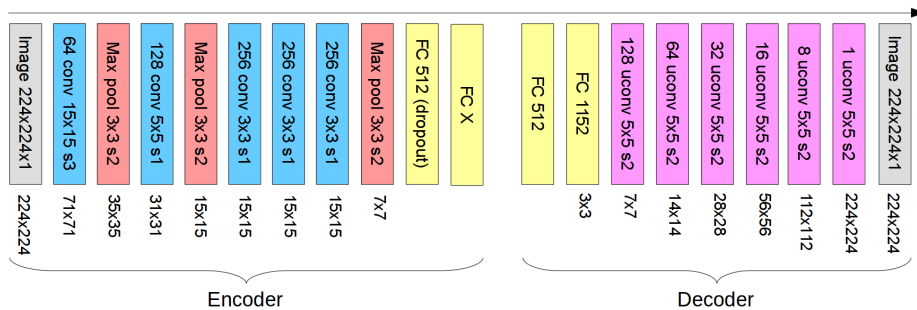 Image 224x224x1
64 conv 15x15 s3
Max pool 3x3 s2
128 conv 5x5 s1
Max pool 3x3 s2
256 conv 3x3 s1
256 conv 3x3 s1
256 conv 3x3 s1
Max pool 3x3 s2
FC 512 (dropout)
FC X
FC 512
FC 1152
128 uconv 5x5 s2
64 uconv 5x5 s2
32 uconv 5x5 s2
16 uconv 5x5 s2
8 uconv 5x5 s2
1 uconv 5x5 s2
Image 224x224x1
224x224
71x71
35x35
31x31
15x15
15x15
15x15
15x15
7x7
3x3
7x7
14x14
28x28
56x56
112x112
224x224
224x224
Encoder
Decoder